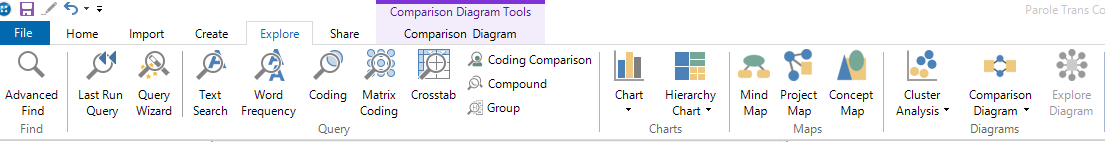 Comparison Diagram Tools
Parole Trans Co
File Home Import Create Explore Share Comparison Diagram
Advanced Find
Last Run Query
Query Wizard
Text Search
Word Frequency
Coding
Matrix Coding
Crosstab
Coding Comparison
Compound
Group
Chart
Hierarchy Chart
Mind Map
Project Map
Concept Map
Cluster Analysis
Comparison Diagram
Explore Diagram
Find
Query
Charts
Maps
Diagrams